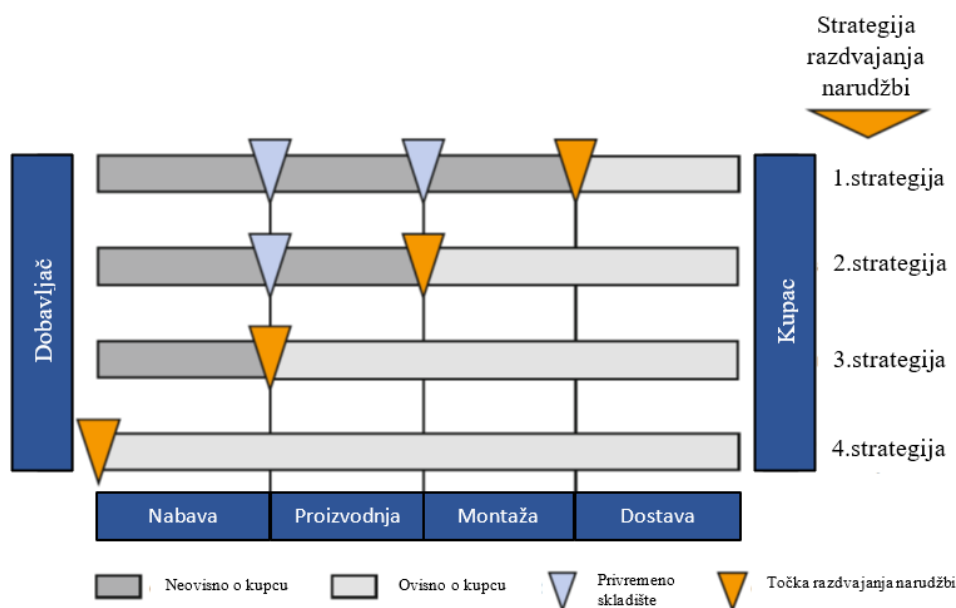 Strategija
razdvajanja
narudžbi
Dobavljač
Kupac
1.strategija
2.strategija
3.strategija
4.strategija
Nabava
Proizvodnja
Montaža
Dostava
Neovisno o kupcu
Ovisno o kupcu
Privremeno
skladište
Točka razdvajanja narudžbi